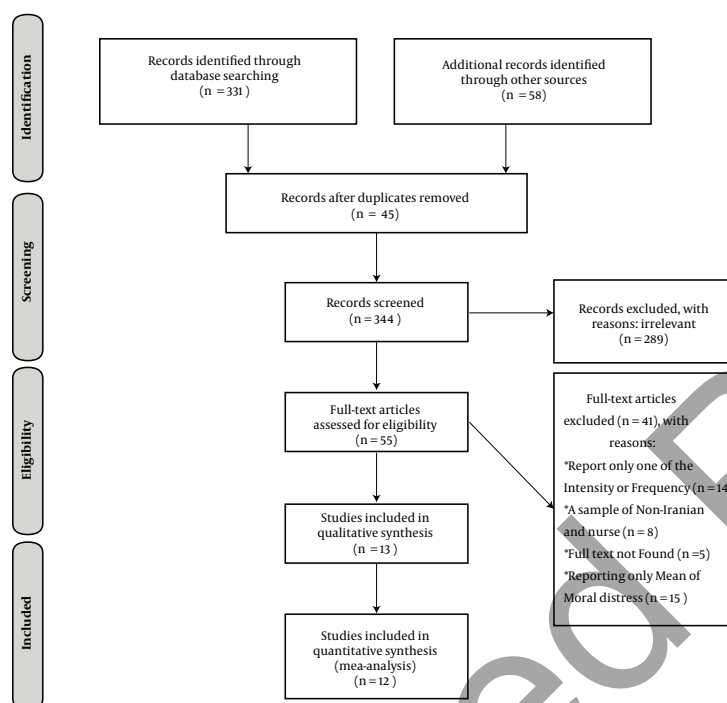 Identification
Records identified through
database searching
(n = 331)
Additional records identified
through other sources
(n = 58)
Records after duplicates removed
(n = 45)
Screening
Records screened
(n = 344)
Records excluded, with
reasons: irrelevant
(n = 289)
Eligibility
Full-text articles
assessed for eligibility
(n = 55)
Full-text articles
excluded (n = 41), with
reasons:
*Report only one of the
Intensity or Frequency (n = 14
*A sample of Non-Iranian
and nurse (n = 8)
*Full text not Found (n =5)
*Reporting only Mean of
Moral distress (n = 15 )
Studies included in
qualitative synthesis
(n = 13)
Included
Studies included in
quantitative synthesis
(mea-analysis)
(n = 12)